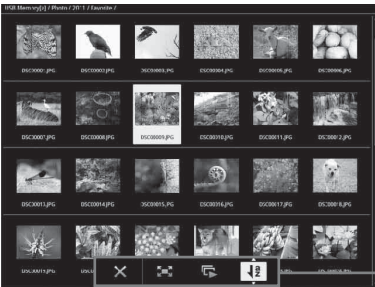 USB Memory[s] / Photo / 2011 / Favorite /
DSC00001.JPG DSC00002.JPG DSC00003.JPG DSC00004.JPG DSC00005.JPG DSC00006.JPG
DSC00007.JPG DSC00008.JPG DSC00009.JPG DSC00010.JPG DSC00011.JPG DSC00012.JPG
DSC00013.JPG DSC00014.JPG DSC00015.JPG DSC00016.JPG DSC00017.JPG DSC00018.JPG
DSC00019.JPG